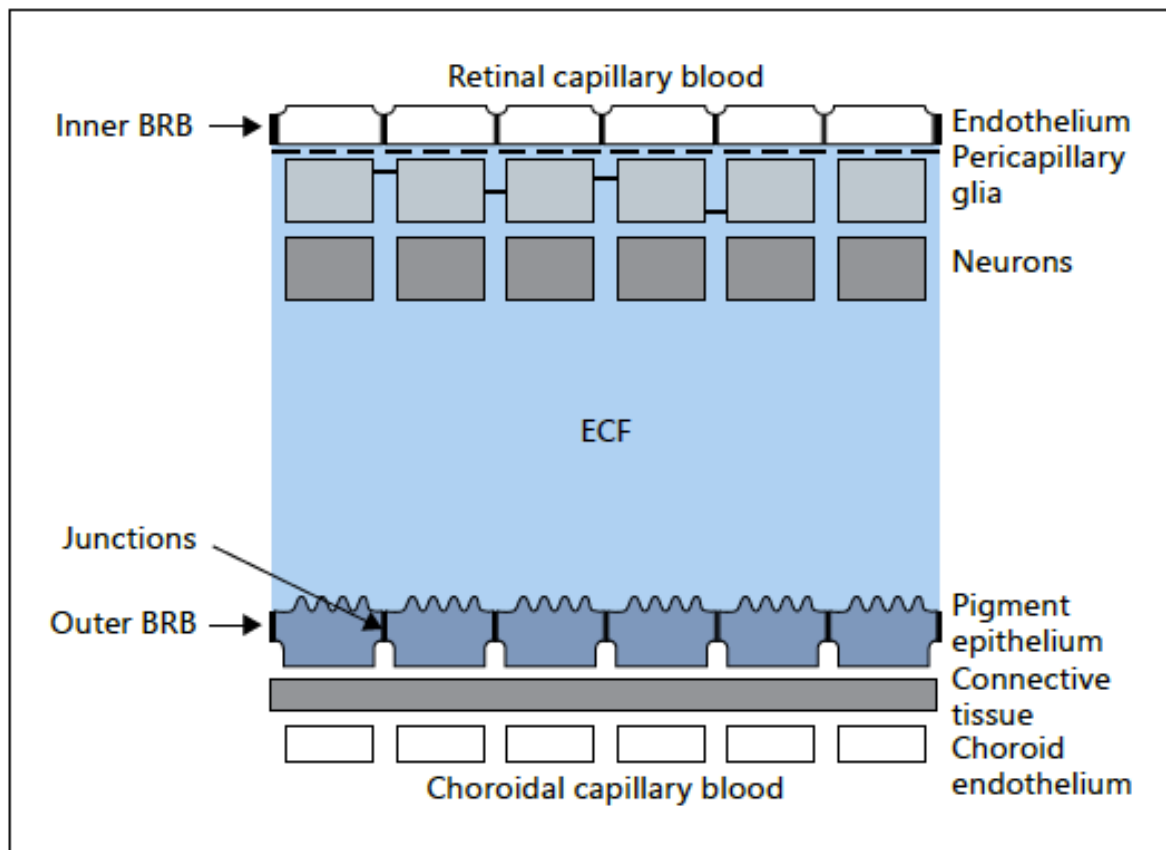 Retinal capillary blood
Inner BRB
Endothelium
Pericapillary
glia
Neurons
ECF
Junctions
Outer BRB
Pigment
epithelium
Connective
tissue
Choroid
endothelium
Choroidal capillary blood